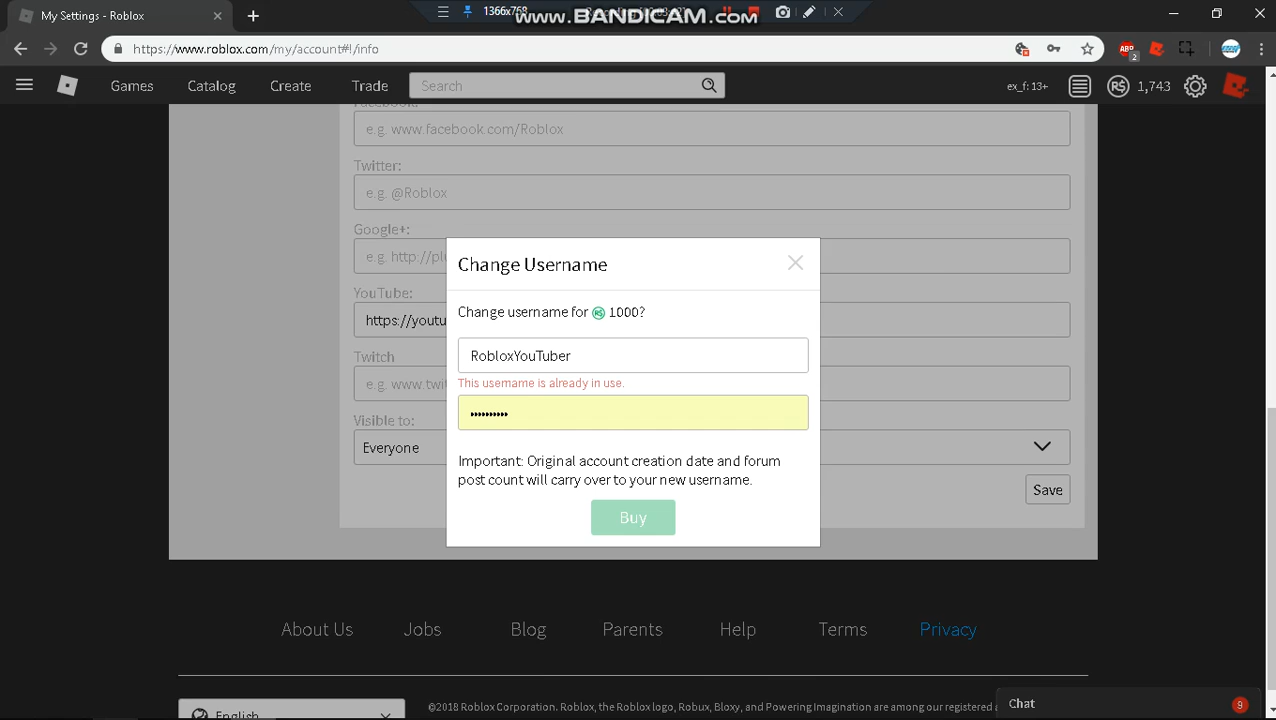 My Settings - Roblox
1366x768
www.BANDICAM.com
https://www.roblox.com/my/account#!/info
ABP
2
Games
Catalog
Create
Trade
Search
ex_f: 13+
R$ 1,743
Facebook:
e.g. www.facebook.com/Roblox
Twitter:
e.g. @Roblox
Google+:
e.g. http://plu
YouTube:
https://youtu
Twitch
e.g. www.twit
Visible to:
Everyone
Save
Change Username
Change username for R$ 1000?
RobloxYouTuber
This username is already in use.
••••••••••
Important: Original account creation date and forum
post count will carry over to your new username.
Buy
About Us
Jobs
Blog
Parents
Help
Terms
Privacy
English
©2018 Roblox Corporation. Roblox, the Roblox logo, Robux, Bloxy, and Powering Imagination are among our registered a
Chat
9